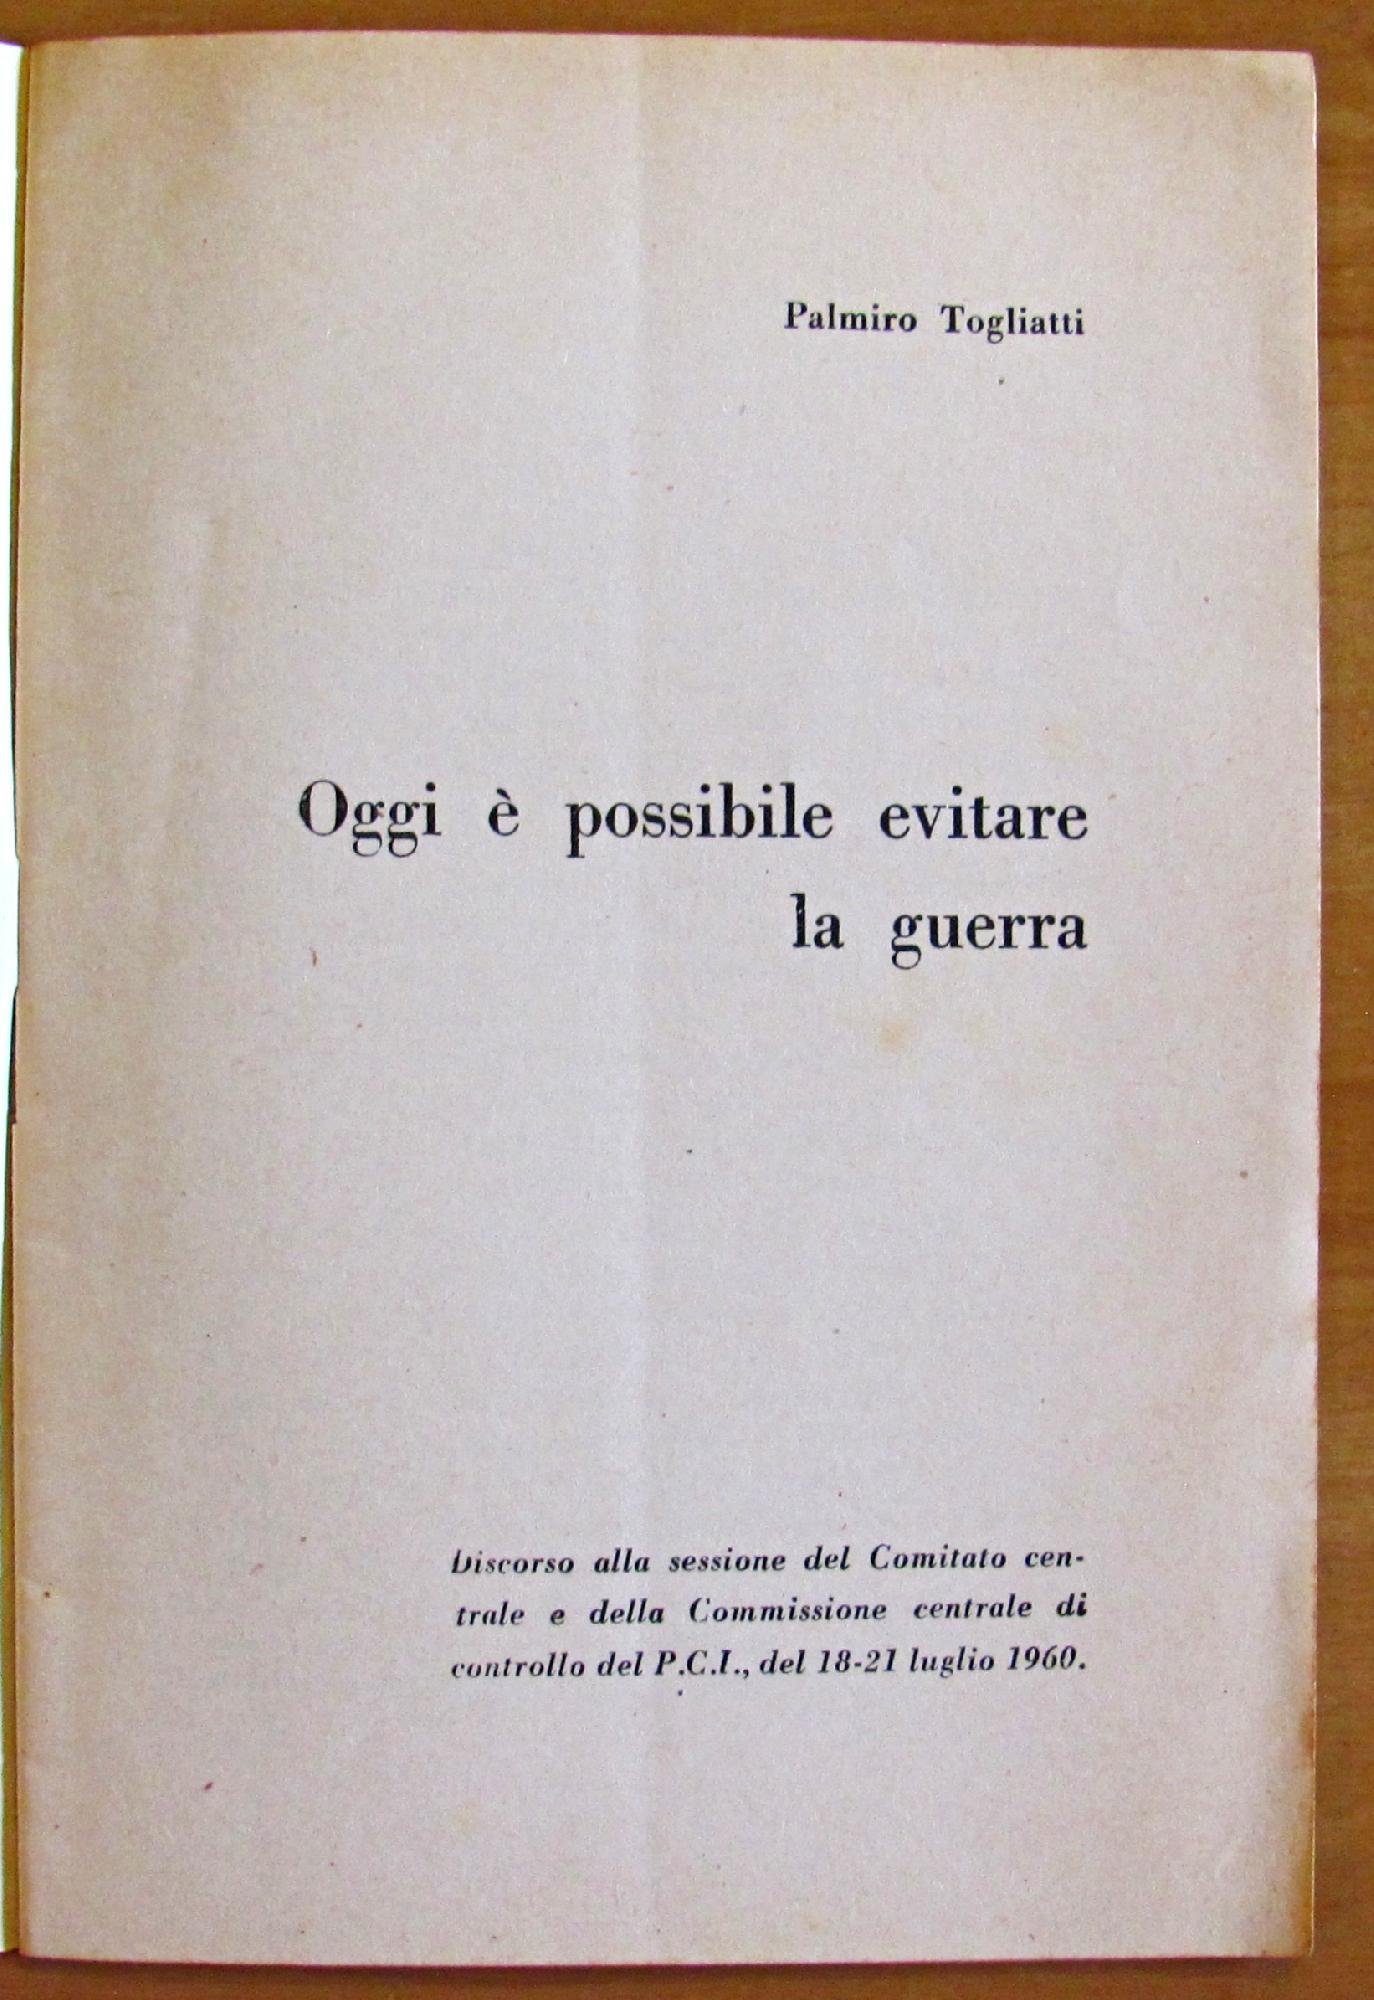 Palmiro Togliatti
Oggi è possibile evitare
la guerra
Discorso alla sessione del Comitato cen-
trale e della Commissione centrale di
controllo del P.C.I., del 18-21 luglio 1960.